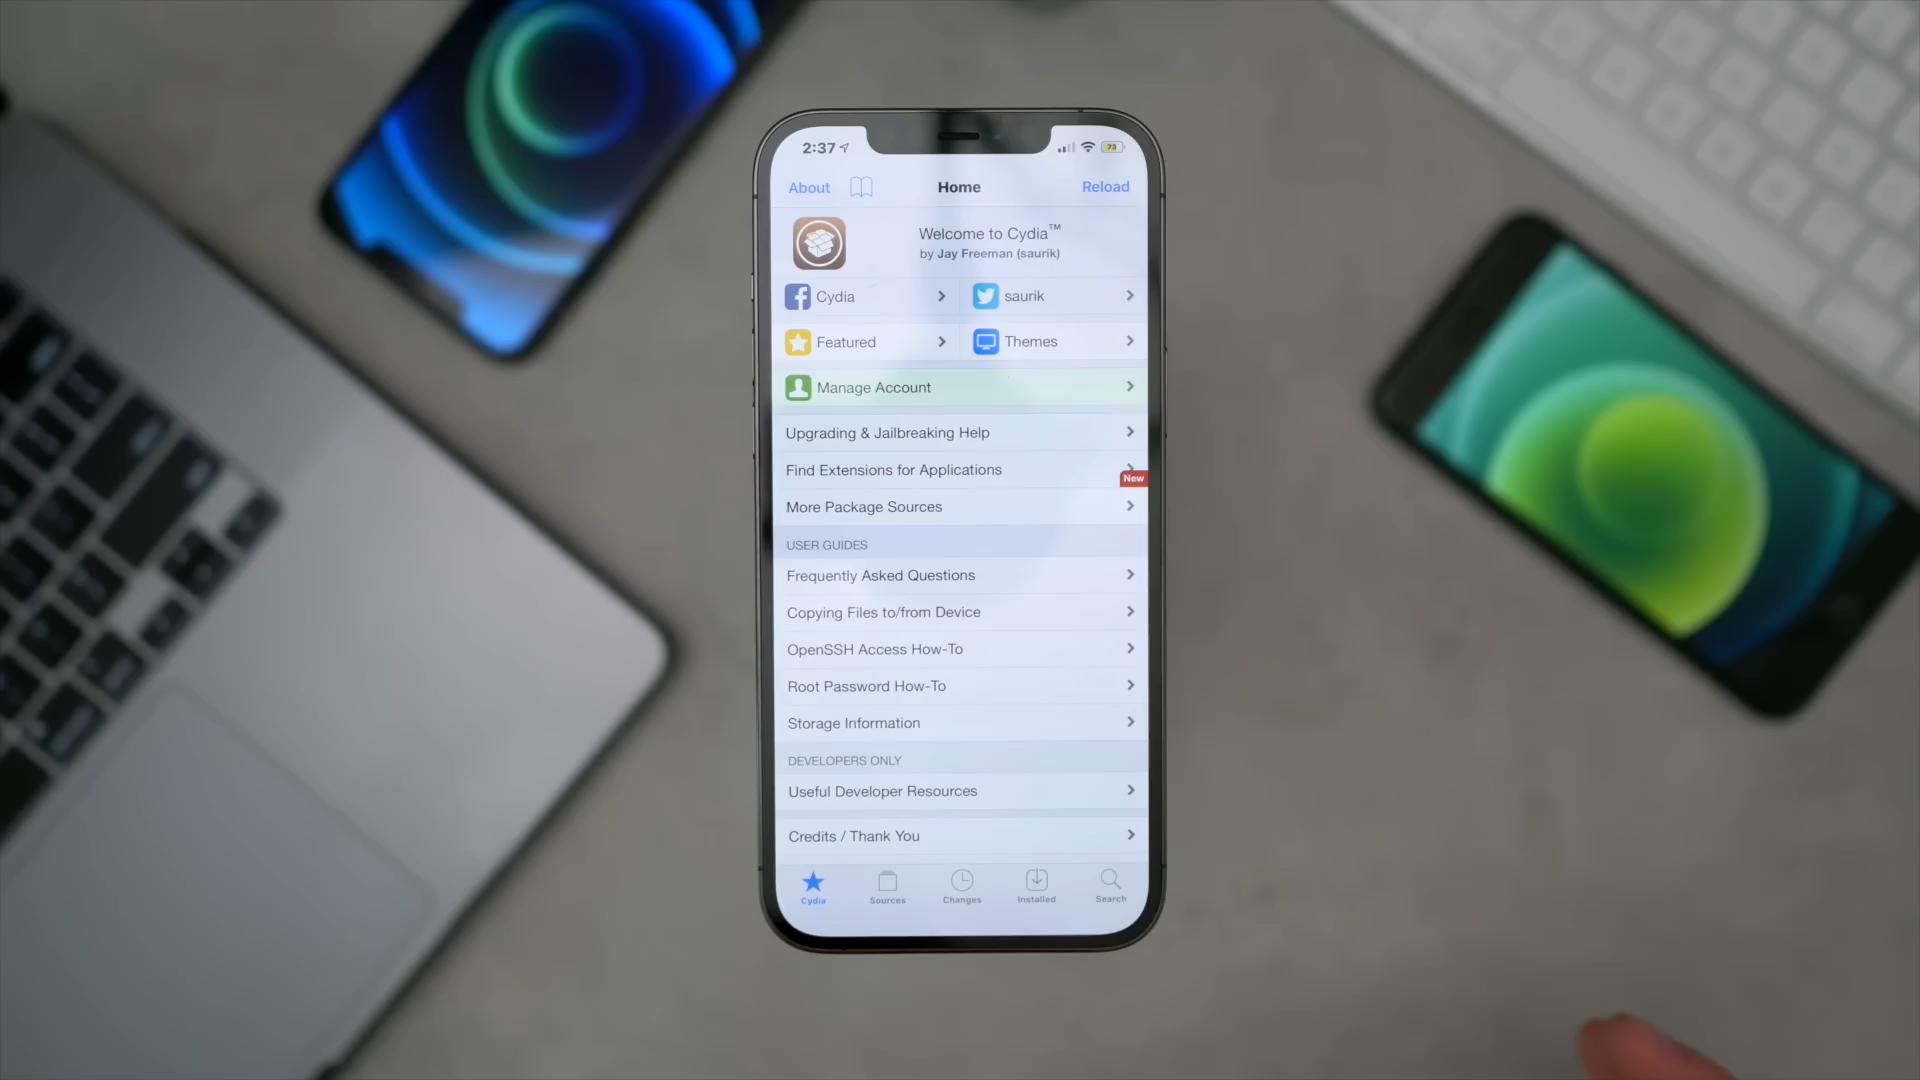 2:37
73
About
Home
Reload
Welcome to Cydia™
by Jay Freeman (saurik)
Cydia
saurik
Featured
Themes
Manage Account
Upgrading & Jailbreaking Help
Find Extensions for Applications
New
More Package Sources
USER GUIDES
Frequently Asked Questions
Copying Files to/from Device
OpenSSH Access How-To
Root Password How-To
Storage Information
DEVELOPERS ONLY
Useful Developer Resources
Credits / Thank You
Cydia
Sources
Changes
Installed
Search